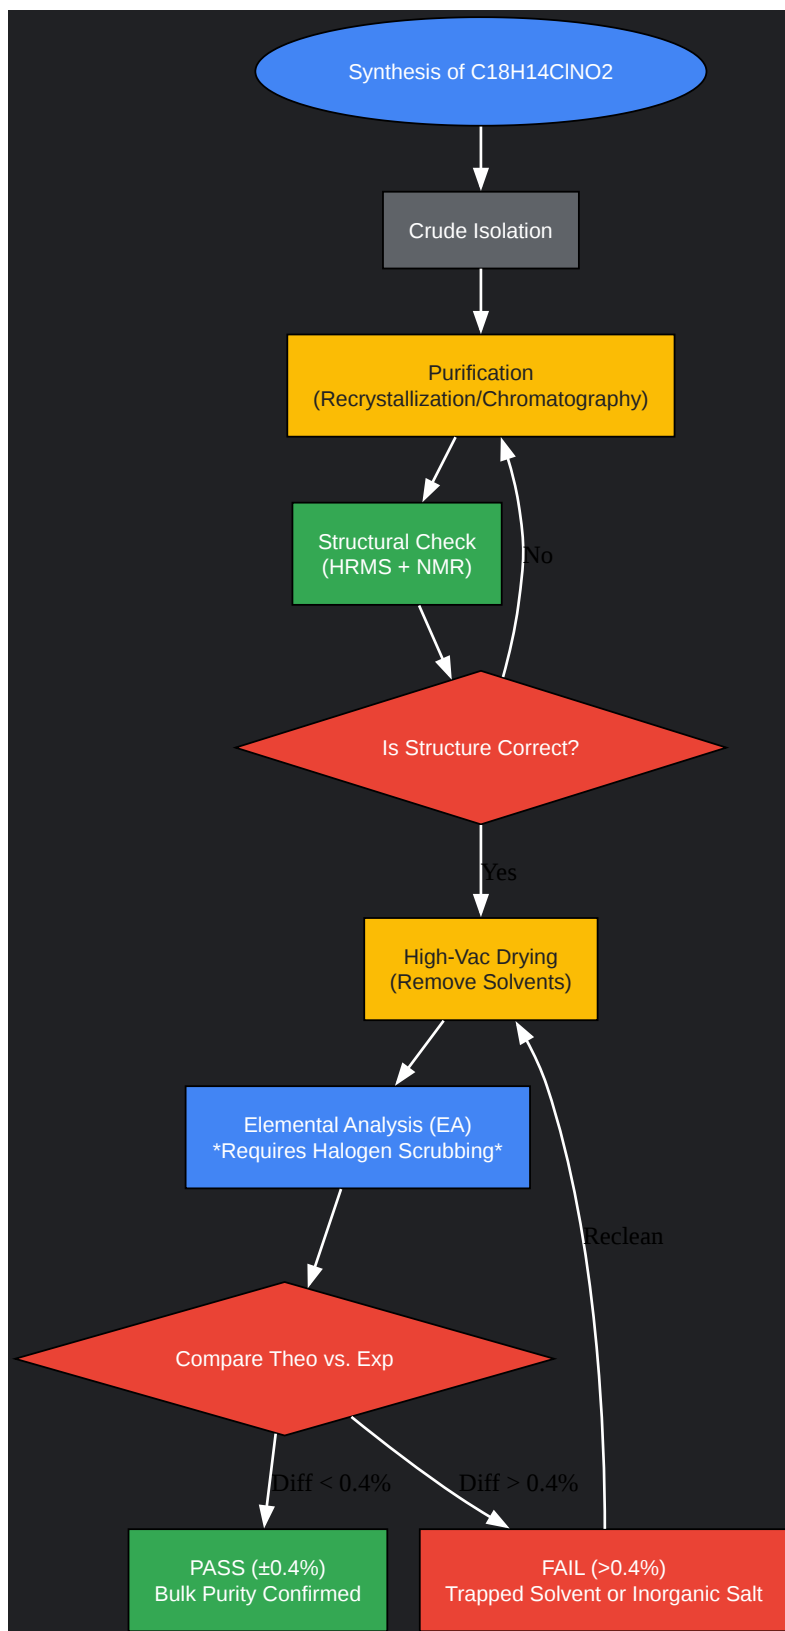 Synthesis of C18H14ClNO2
Crude Isolation
Purification
(Recrystallization/Chromatography)
Structural Check
(HRMS + NMR)
No
Is Structure Correct?
Yes
High-Vac Drying
(Remove Solvents)
Elemental Analysis (EA)
*Requires Halogen Scrubbing*
Reclean
Compare Theo vs. Exp
Diff < 0.4%
Diff > 0.4%
PASS (±0.4%)
Bulk Purity Confirmed
FAIL (>0.4%)
Trapped Solvent or Inorganic Salt